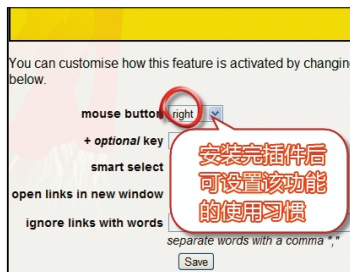 You can customise how this feature is activated by changin
below.
mouse button right
+ optional key
smart select
open links in new window
ignore links with words
separate words with a comma ","
Save
安装完插件后
可设置该功能
的使用习惯